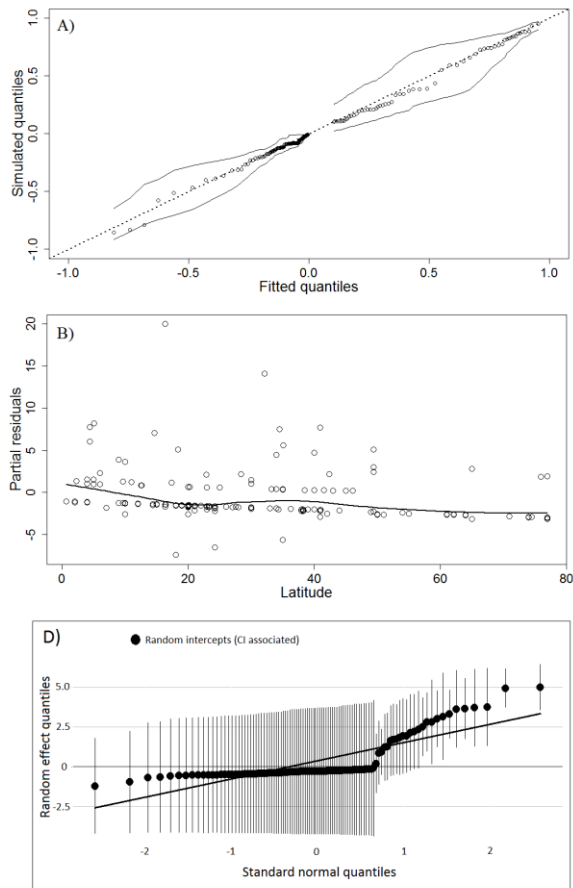 A)
Simulated quantiles
1.0
0.5
0.0
-0.5
-1.0
-1.0 -0.5 0.0 0.5 1.0
Fitted quantiles
B)
Partial residuals
20
15
10
5
0
-5
0 20 40 60 80
Latitude
D)
Random intercepts (CI associated)
Random effect quantiles
5.0
2.5
0
-2.5
-2 -1 0 1 2
Standard normal quantiles